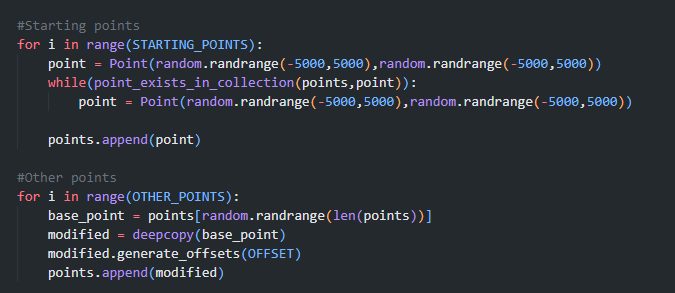 #Starting points
for i in range(STARTING_POINTS):
    point = Point(random.randrange(-5000,5000),random.randrange(-5000,5000))
    while(point_exists_in_collection(points,point)):
        point = Point(random.randrange(-5000,5000),random.randrange(-5000,5000))

    points.append(point)

#Other points
for i in range(OTHER_POINTS):
    base_point = points[random.randrange(len(points))]
    modified = deepcopy(base_point)
    modified.generate_offsets(OFFSET)
    points.append(modified)